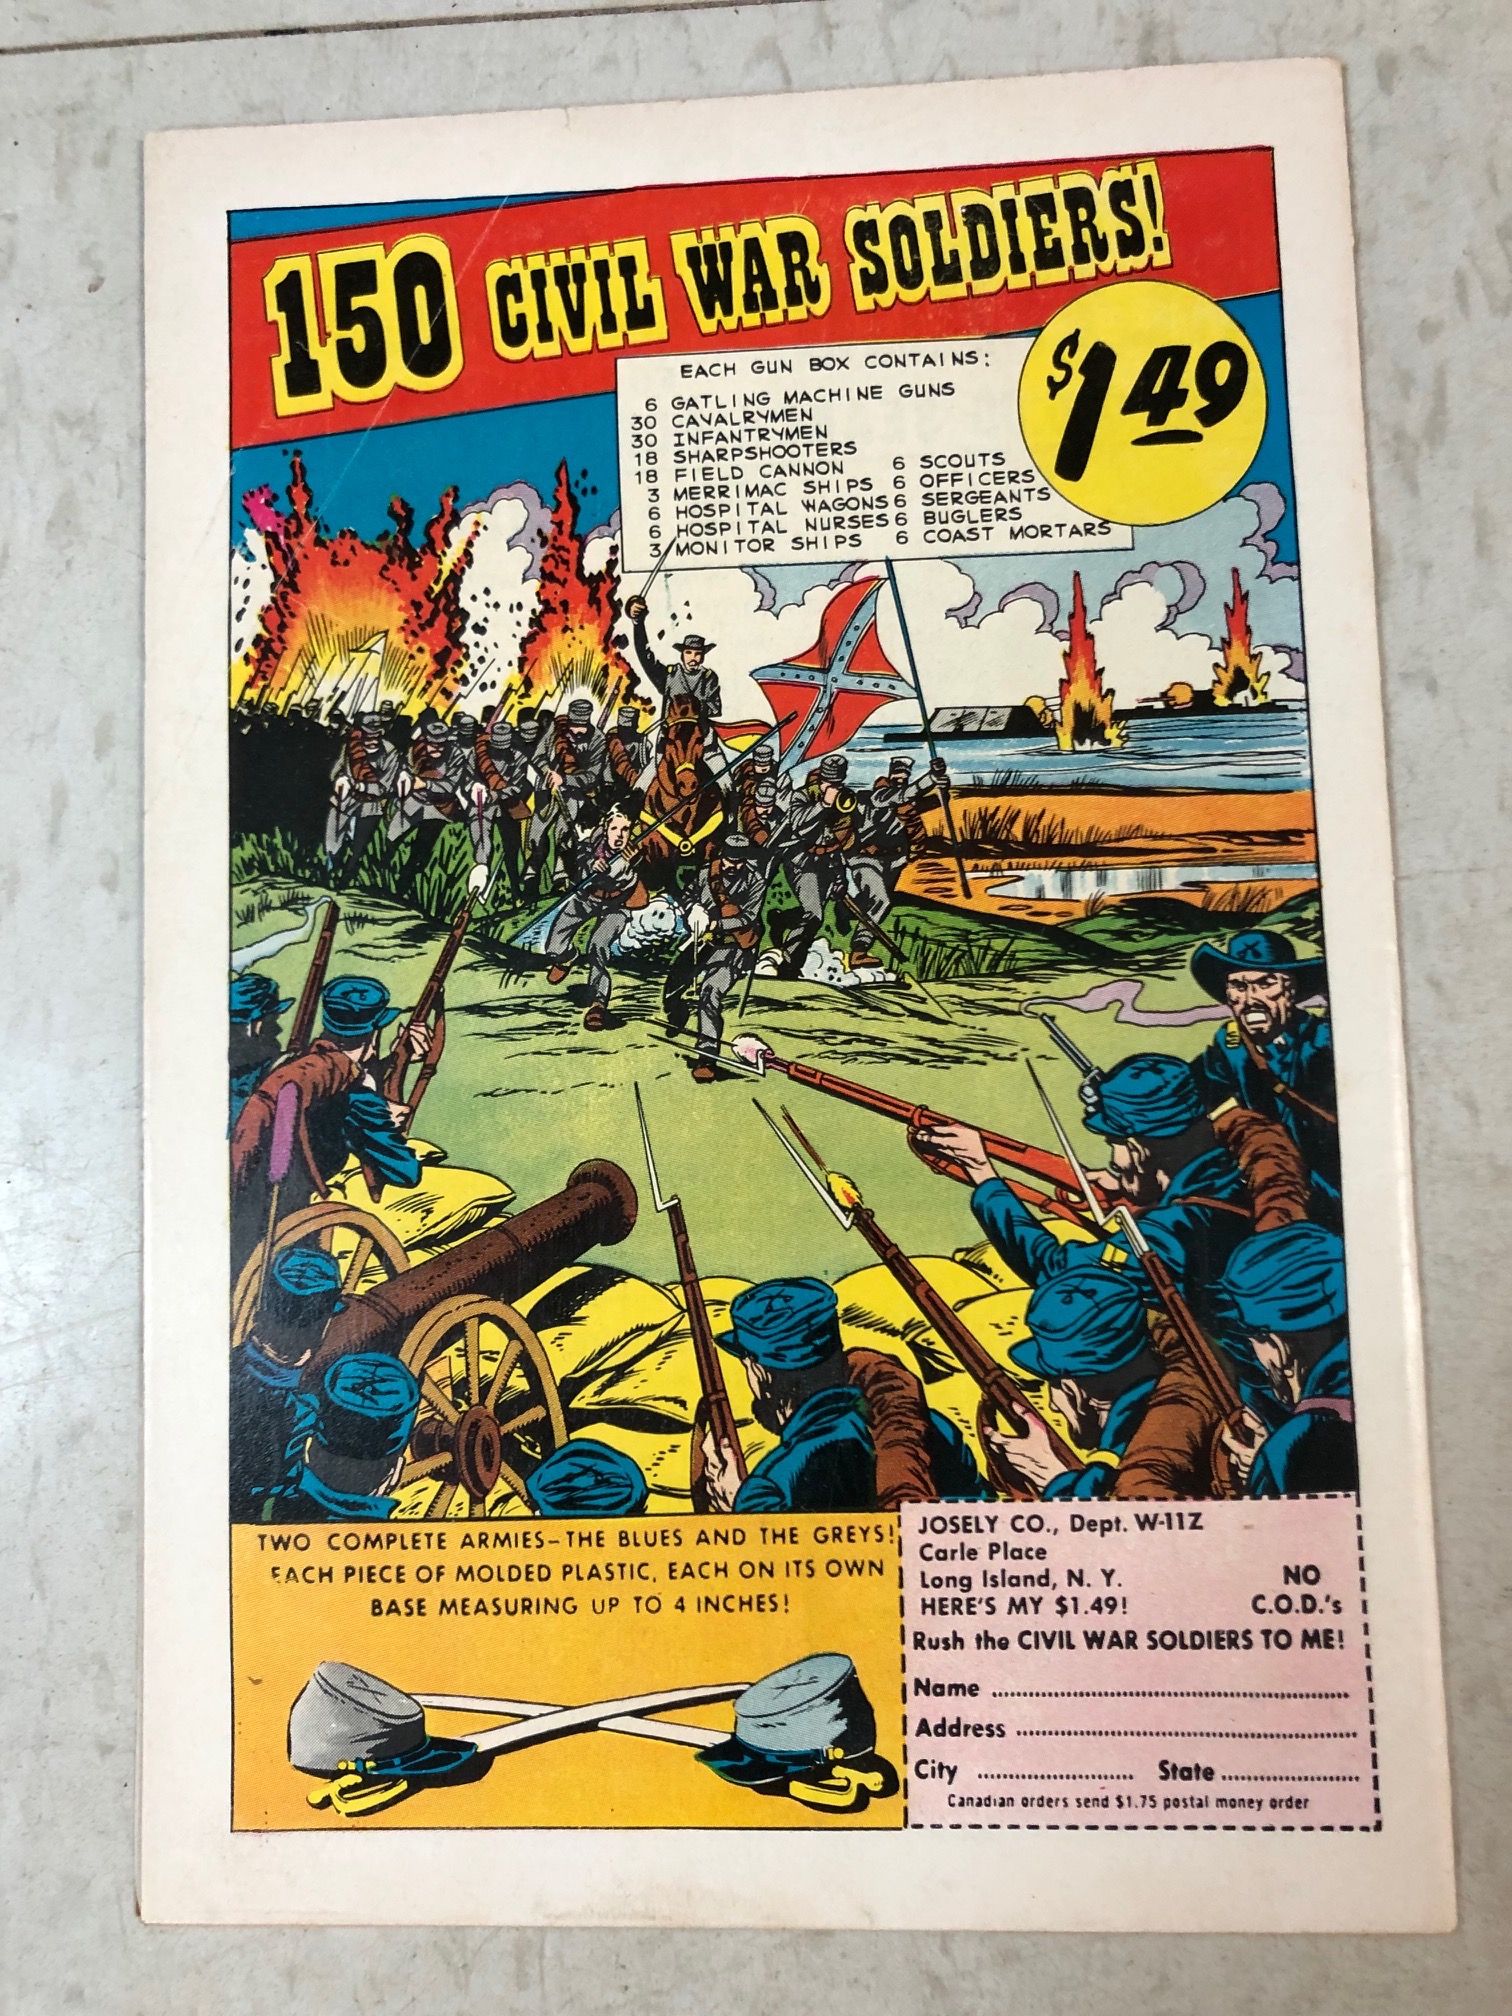 150 CIVIL WAR SOLDIERS!
$1.49
EACH GUN BOX CONTAINS:
6 GATLING MACHINE GUNS
30 CAVALRYMEN
30 INFANTRYMEN
18 SHARPSHOOTERS
18 FIELD CANNON 6 SCOUTS
3 MERRIMAC SHIPS 6 OFFICERS
6 HOSPITAL WAGONS 6 SERGEANTS
6 HOSPITAL NURSES 6 BUGLERS
3 MONITOR SHIPS 6 COAST MORTARS
TWO COMPLETE ARMIES-THE BLUES AND THE GREYS!
EACH PIECE OF MOLDED PLASTIC, EACH ON ITS OWN
BASE MEASURING UP TO 4 INCHES!
JOSELY CO., Dept. W-11Z
Carle Place
Long Island, N. Y.
HERE'S MY $1.49!
NO
C.O.D.'s
Rush the CIVIL WAR SOLDIERS TO ME!
Name
Address
City State
Canadian orders send $1.75 postal money order